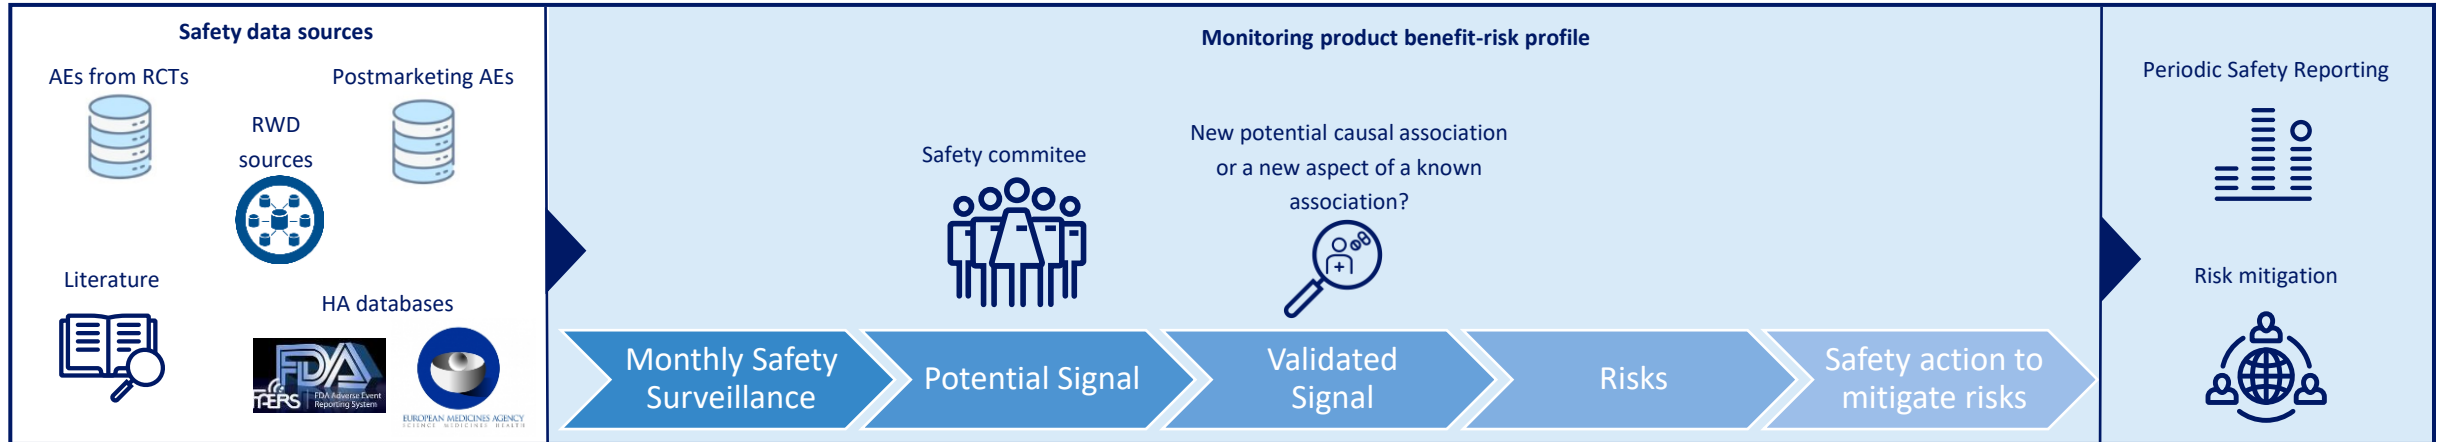 Safety data sources
AEs from RCTs
Postmarketing AEs
RWD
sources
Literature
HA databases
FDA
FAERS
FDA Adverse Event
Reporting System
EUROPEAN MEDICINES AGENCY
SCIENCE MEDICINES HEALTH
Monitoring product benefit-risk profile
Safety commitee
New potential causal association
or a new aspect of a known
association?
Monthly Safety
Surveillance
Potential Signal
Validated
Signal
Risks
Safety action to
mitigate risks
Periodic Safety Reporting
Risk mitigation